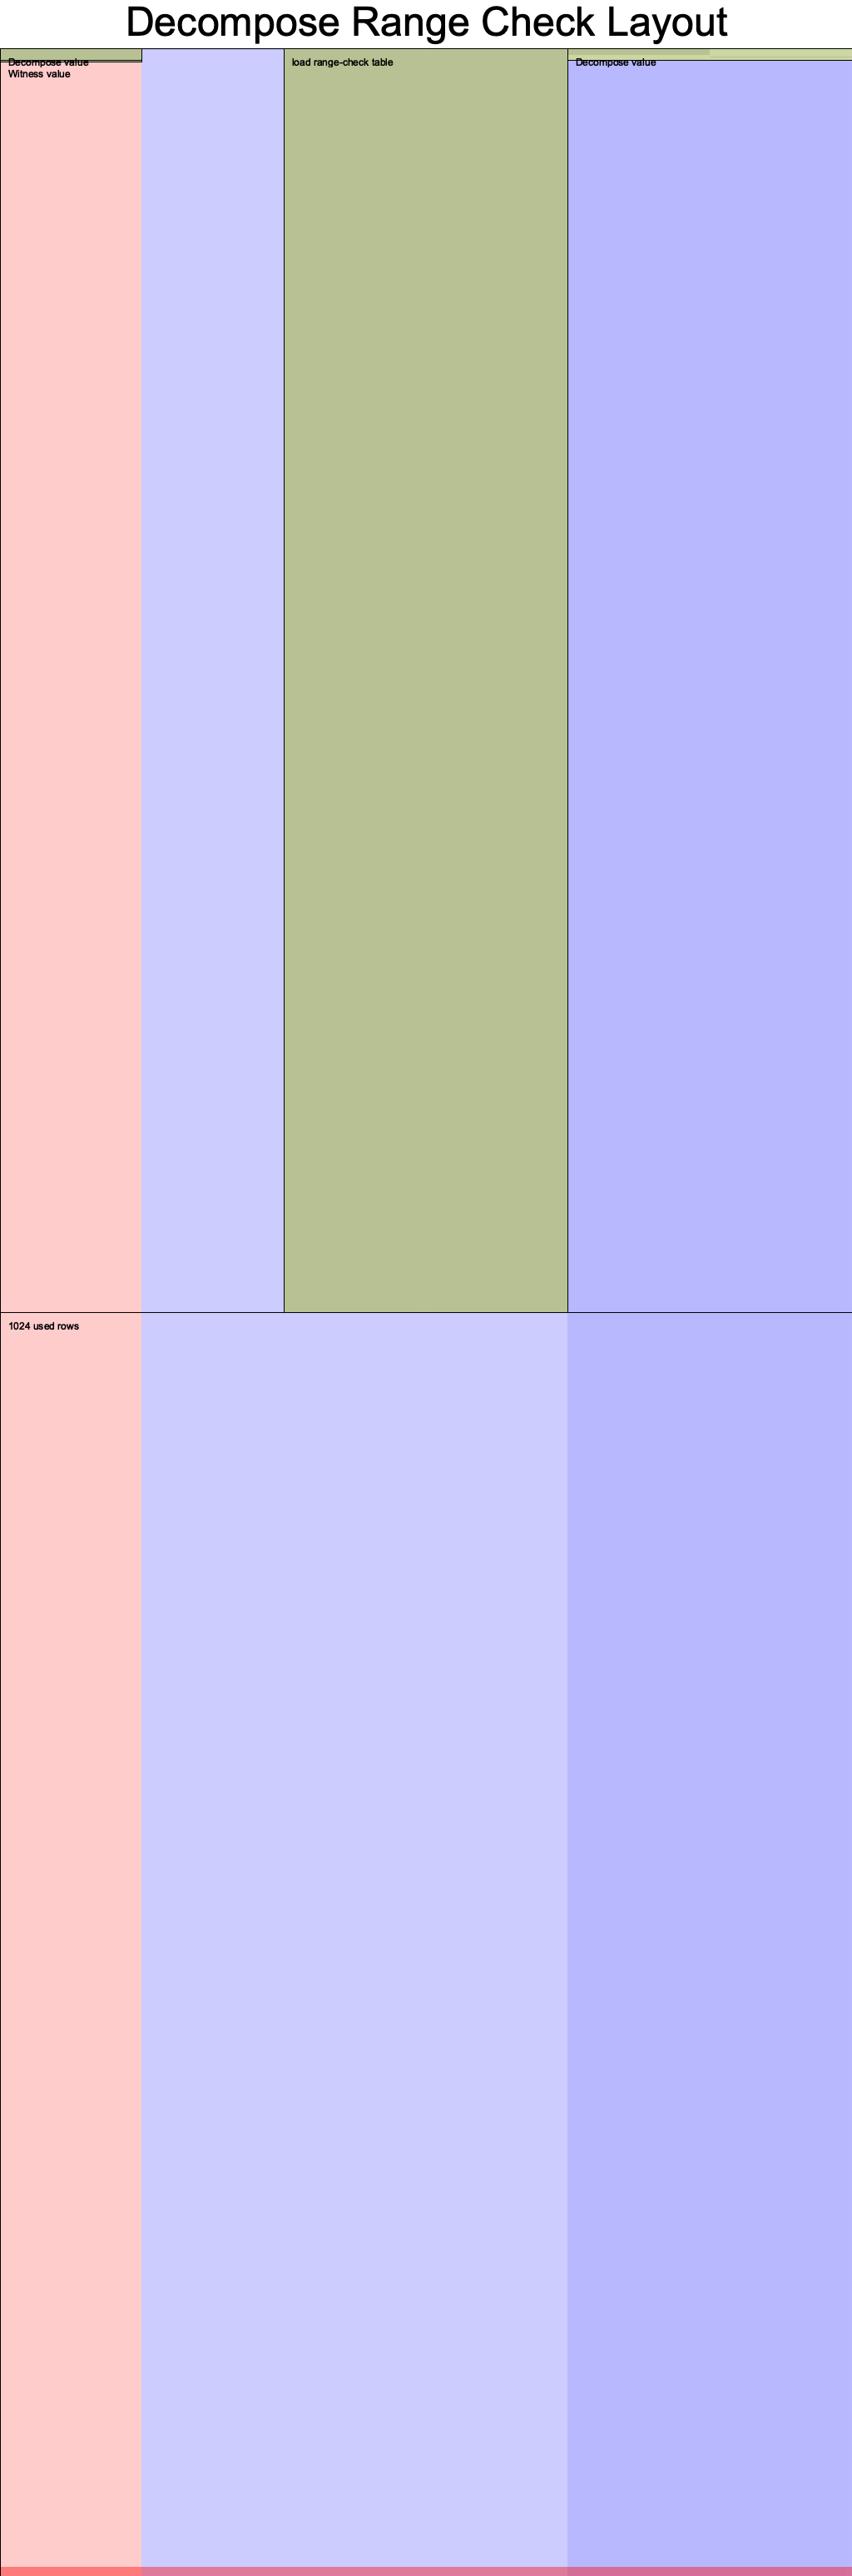 Decompose Range Check Layout
Decompose value
Witness value
load range-check table
Decompose value
1024 used rows